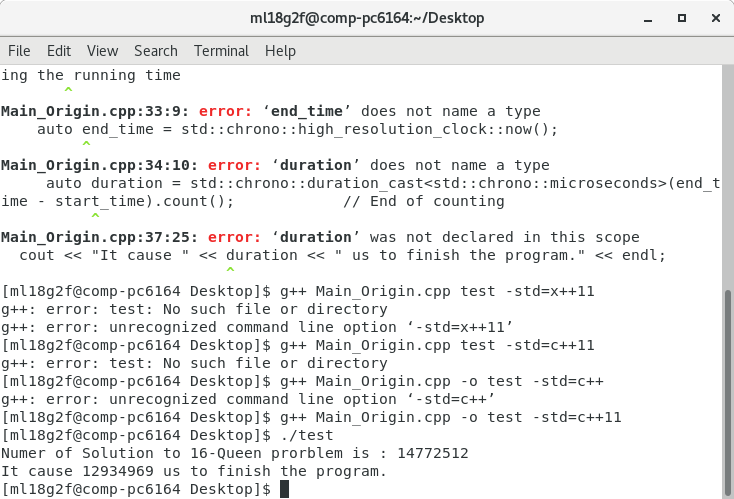 ml18g2f@comp-pc6164:~/Desktop
File Edit View Search Terminal Help
ing the running time
^
Main_Origin.cpp:33:9: error: ‘end_time’ does not name a type
auto end_time = std::chrono::high_resolution_clock::now();
^
Main_Origin.cpp:34:10: error: ‘duration’ does not name a type
auto duration = std::chrono::duration_cast<std::chrono::microseconds>(end_t
ime - start_time).count(); // End of counting
^
Main_Origin.cpp:37:25: error: ‘duration’ was not declared in this scope
cout << "It cause " << duration << " us to finish the program." << endl;
^
[ml18g2f@comp-pc6164 Desktop]$ g++ Main_Origin.cpp test -std=x++11
g++: error: test: No such file or directory
g++: error: unrecognized command line option ‘-std=x++11’
[ml18g2f@comp-pc6164 Desktop]$ g++ Main_Origin.cpp test -std=c++11
g++: error: test: No such file or directory
[ml18g2f@comp-pc6164 Desktop]$ g++ Main_Origin.cpp -o test -std=c++
g++: error: unrecognized command line option ‘-std=c++’
[ml18g2f@comp-pc6164 Desktop]$ g++ Main_Origin.cpp -o test -std=c++11
[ml18g2f@comp-pc6164 Desktop]$ ./test
Numer of Solution to 16-Queen prorblem is : 14772512
It cause 12934969 us to finish the program.
[ml18g2f@comp-pc6164 Desktop]$